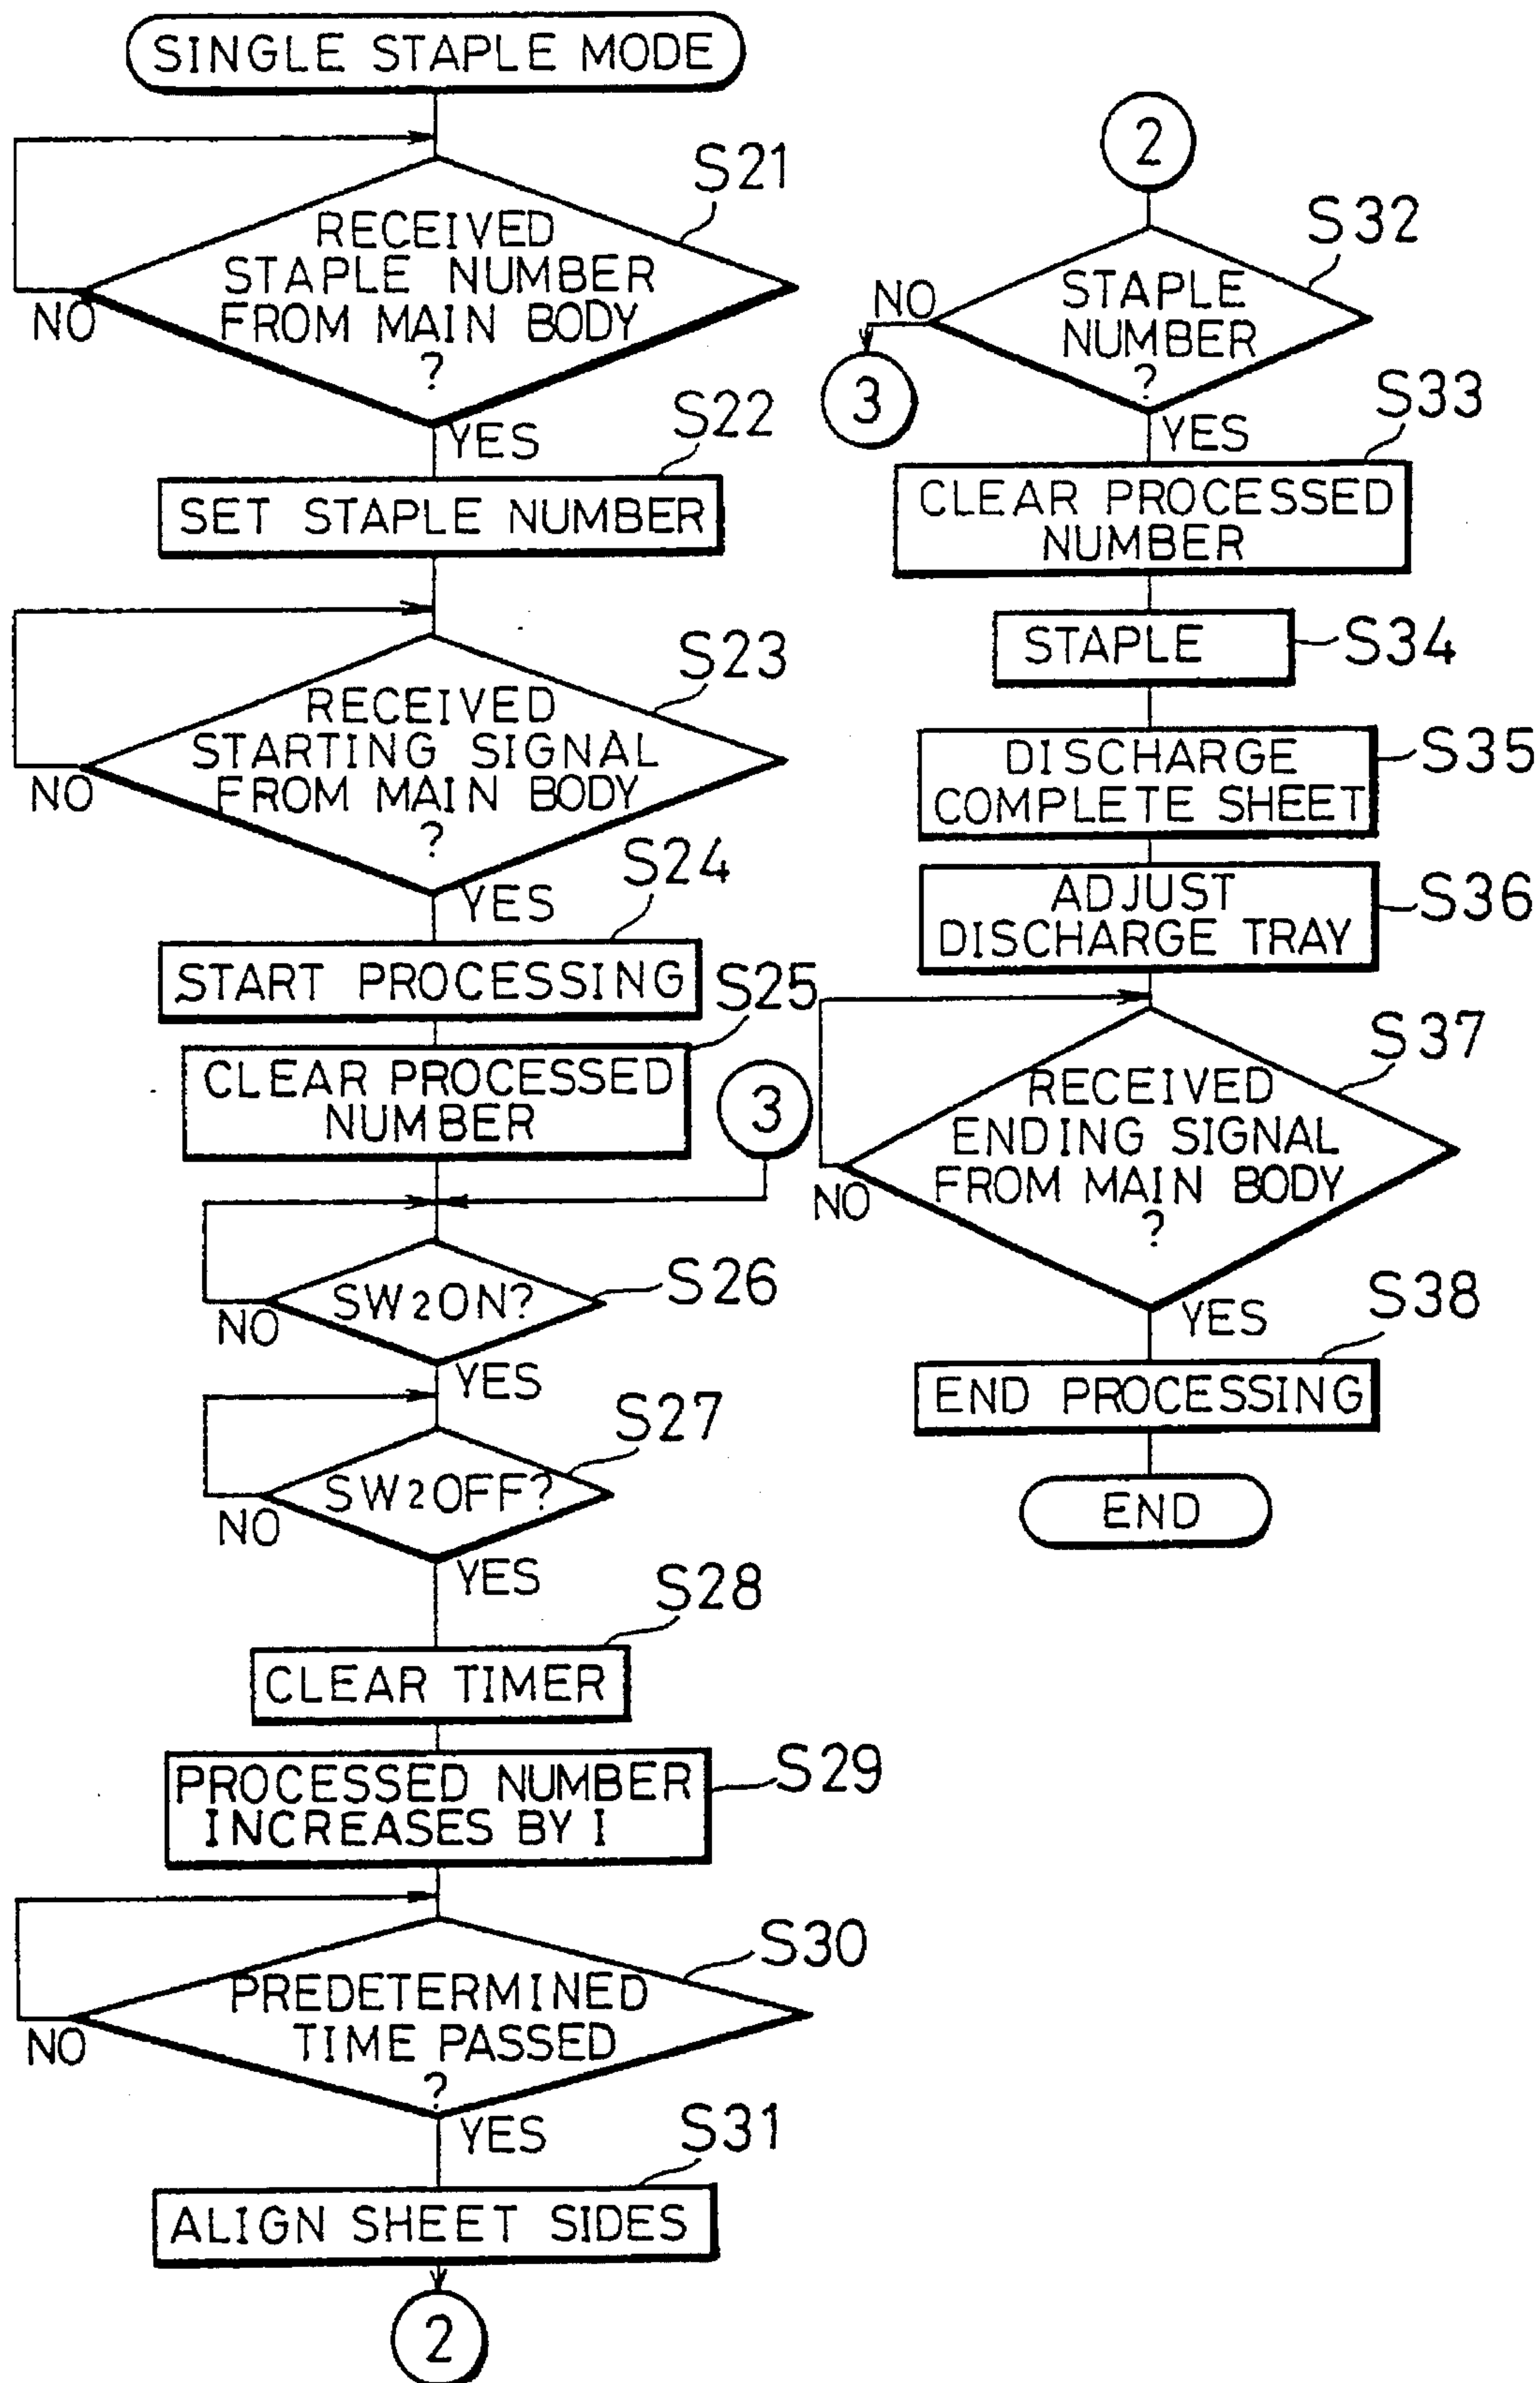 SINGLE STAPLE MODE
S21
RECEIVED
STAPLE NUMBER
FROM MAIN BODY
?
NO
YES
S22
SET STAPLE NUMBER
S23
RECEIVED
STARTING SIGNAL
FROM MAIN BODY
?
NO
YES
S24
START PROCESSING
S25
CLEAR PROCESSED
NUMBER
3
SW2ON?
S26
NO
YES
S27
SW2OFF?
NO
YES
S28
CLEAR TIMER
PROCESSED NUMBER
INCREASES BY I
S29
S30
PREDETERMINED
TIME PASSED
?
NO
YES
S31
ALIGN SHEET SIDES
2
2
S32
STAPLE
NUMBER
?
NO
3
YES
S33
CLEAR PROCESSED
NUMBER
STAPLE
S34
DISCHARGE
COMPLETE SHEET
S35
ADJUST
DISCHARGE TRAY
S36
S37
RECEIVED
ENDING SIGNAL
FROM MAIN BODY
?
NO
YES
S38
END PROCESSING
END